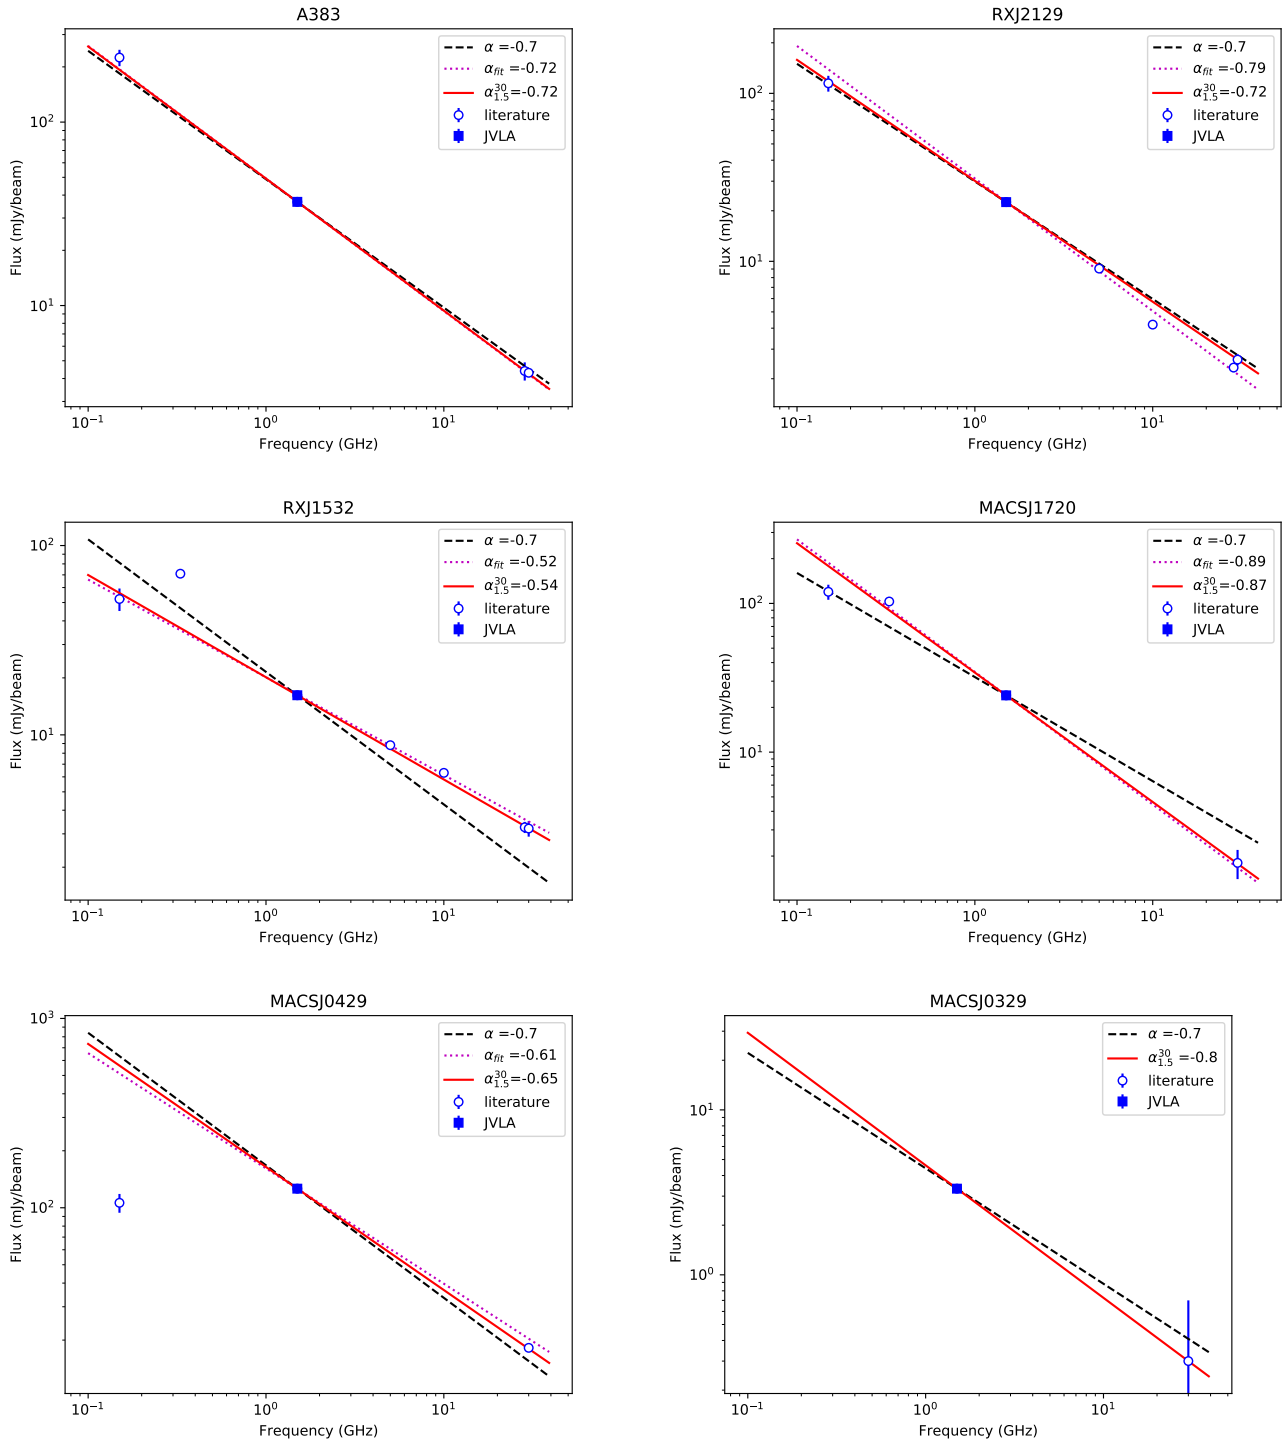 A383
α =-0.7
α_fit =-0.72
α^30_1.5=-0.72
literature
JVLA
10^2
10^1
Flux (mJy/beam)
10^−1
10^0
10^1
Frequency (GHz)
RXJ2129
α =-0.7
α_fit =-0.79
α^30_1.5=-0.72
literature
JVLA
10^2
10^1
Flux (mJy/beam)
10^−1
10^0
10^1
Frequency (GHz)
RXJ1532
α =-0.7
α_fit =-0.52
α^30_1.5=-0.54
literature
JVLA
10^2
10^1
Flux (mJy/beam)
10^−1
10^0
10^1
Frequency (GHz)
MACSJ1720
α =-0.7
α_fit =-0.89
α^30_1.5=-0.87
literature
JVLA
10^2
10^1
Flux (mJy/beam)
10^−1
10^0
10^1
Frequency (GHz)
MACSJ0429
α =-0.7
α_fit =-0.61
α^30_1.5=-0.65
literature
JVLA
10^3
10^2
Flux (mJy/beam)
10^−1
10^0
10^1
Frequency (GHz)
MACSJ0329
α =-0.7
α^30_1.5 =-0.8
literature
JVLA
10^1
10^0
Flux (mJy/beam)
10^−1
10^0
10^1
Frequency (GHz)